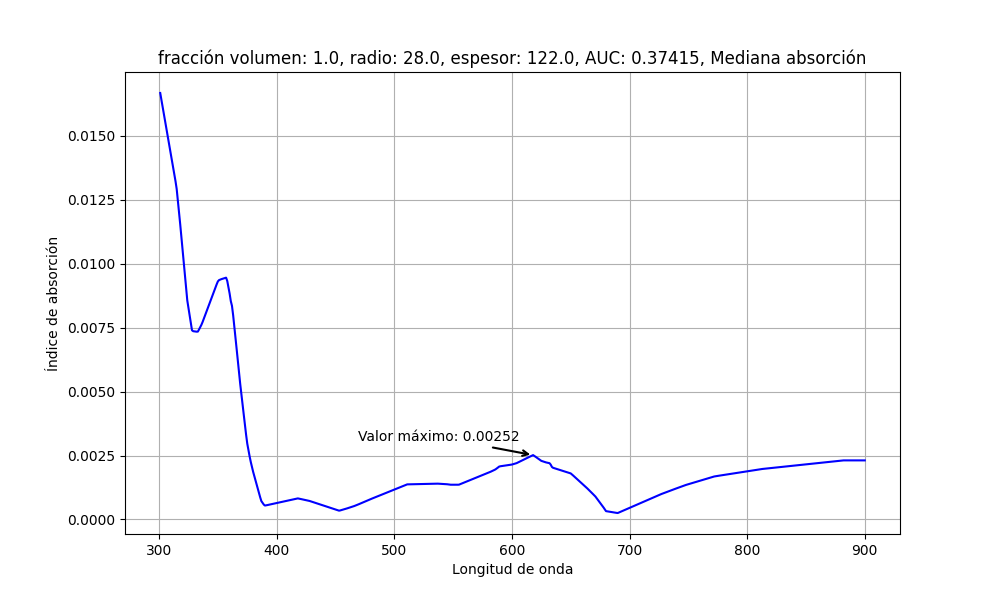 fracción volumen: 1.0, radio: 28.0, espesor: 122.0, AUC: 0.37415, Mediana absorción
0.0150
0.0125
0.0100
0.0075
0.0050
0.0025
0.0000
Índice de absorción
Valor máximo: 0.00252
300 400 500 600 700 800 900
Longitud de onda